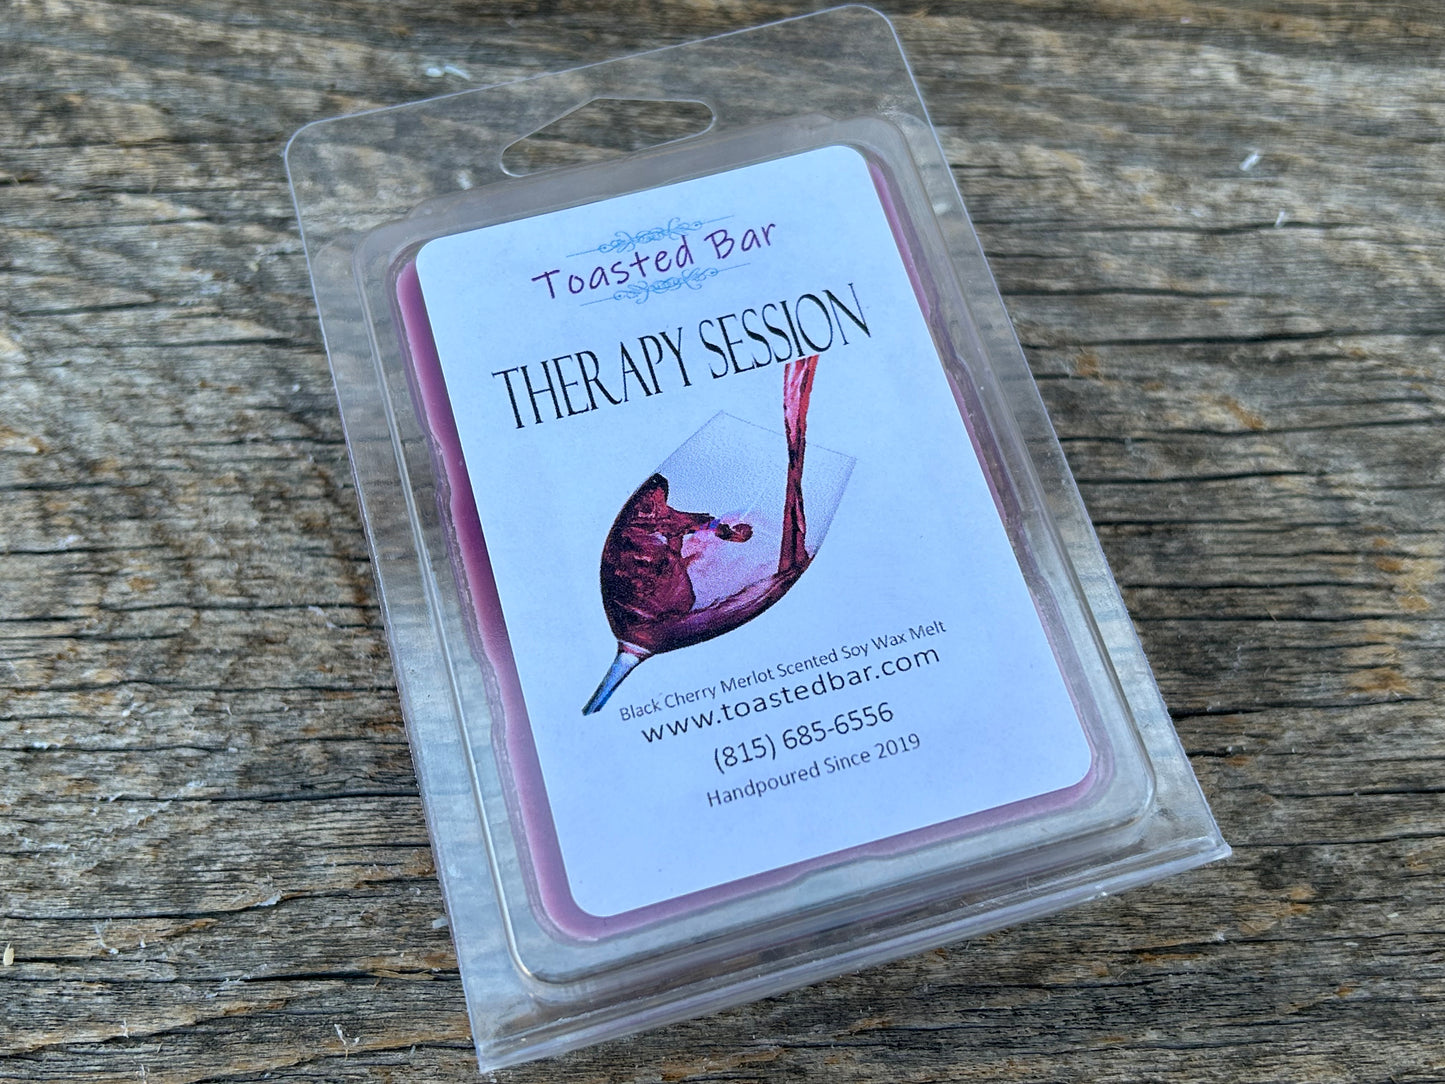 Toasted Bar
THERAPY SESSION
Black Cherry Merlot Scented Soy Wax Melt
www.toastedbar.com
(815) 685-6556
Handpoured Since 2019